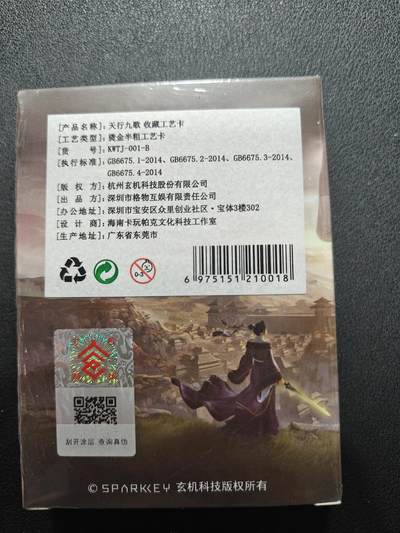 [产品名称]：天行九歌 收藏工艺卡
[工艺类型]：烫金半粗工艺卡
[货 号]：KWTJ-001-B
[执行标准]：GB6675.1-2014、GB6675.2-2014、GB6675.3-2014、
GB6675.4-2014
[版 权 方]：杭州玄机科技股份有限公司
[出 品 方]：深圳市格物互娱有限责任公司
[办公地址]：深圳市宝安区众里创业社区·宝体3楼302
[设 计 商]：海南卡玩帕克文化科技工作室
[生产地址]：广东省东莞市
0-3
6 975151 210018
刮开涂层 查询真伪
© SPARKLEY 玄机科技版权所有